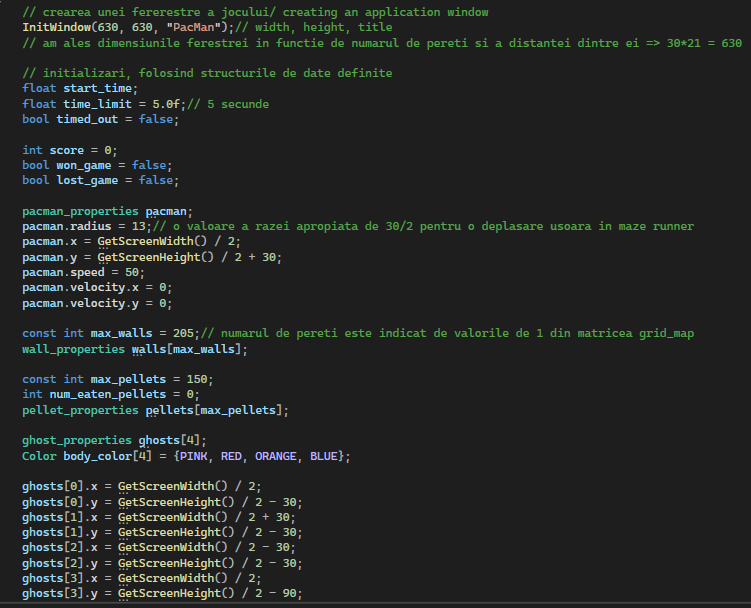 // crearea unei fererestre a jocului/ creating an application window
InitWindow(630, 630, "PacMan");// width, height, title
// am ales dimensiunile ferestrei in functie de numarul de pereti si a distantei dintre ei => 30*21 = 630
// initializari, folosind structurile de date definite
float start_time;
float time_limit = 5.0f;// 5 secunde
bool timed_out = false;
int score = 0;
bool won_game = false;
bool lost_game = false;
pacman_properties pacman;
pacman.radius = 13;// o valoare a razei apropiata de 30/2 pentru o deplasare usoara in maze runner
pacman.x = GetScreenWidth() / 2;
pacman.y = GetScreenHeight() / 2 + 30;
pacman.speed = 50;
pacman.velocity.x = 0;
pacman.velocity.y = 0;
const int max_walls = 205;// numarul de pereti este indicat de valorile de 1 din matricea grid_map
wall_properties walls[max_walls];
const int max_pellets = 150;
int num_eaten_pellets = 0;
pellet_properties pellets[max_pellets];
ghost_properties ghosts[4];
Color body_color[4] = {PINK, RED, ORANGE, BLUE};
ghosts[0].x = GetScreenWidth() / 2;
ghosts[0].y = GetScreenHeight() / 2 - 30;
ghosts[1].x = GetScreenWidth() / 2 + 30;
ghosts[1].y = GetScreenHeight() / 2 - 30;
ghosts[2].x = GetScreenWidth() / 2 - 30;
ghosts[2].y = GetScreenHeight() / 2 - 30;
ghosts[3].x = GetScreenWidth() / 2;
ghosts[3].y = GetScreenHeight() / 2 - 90;